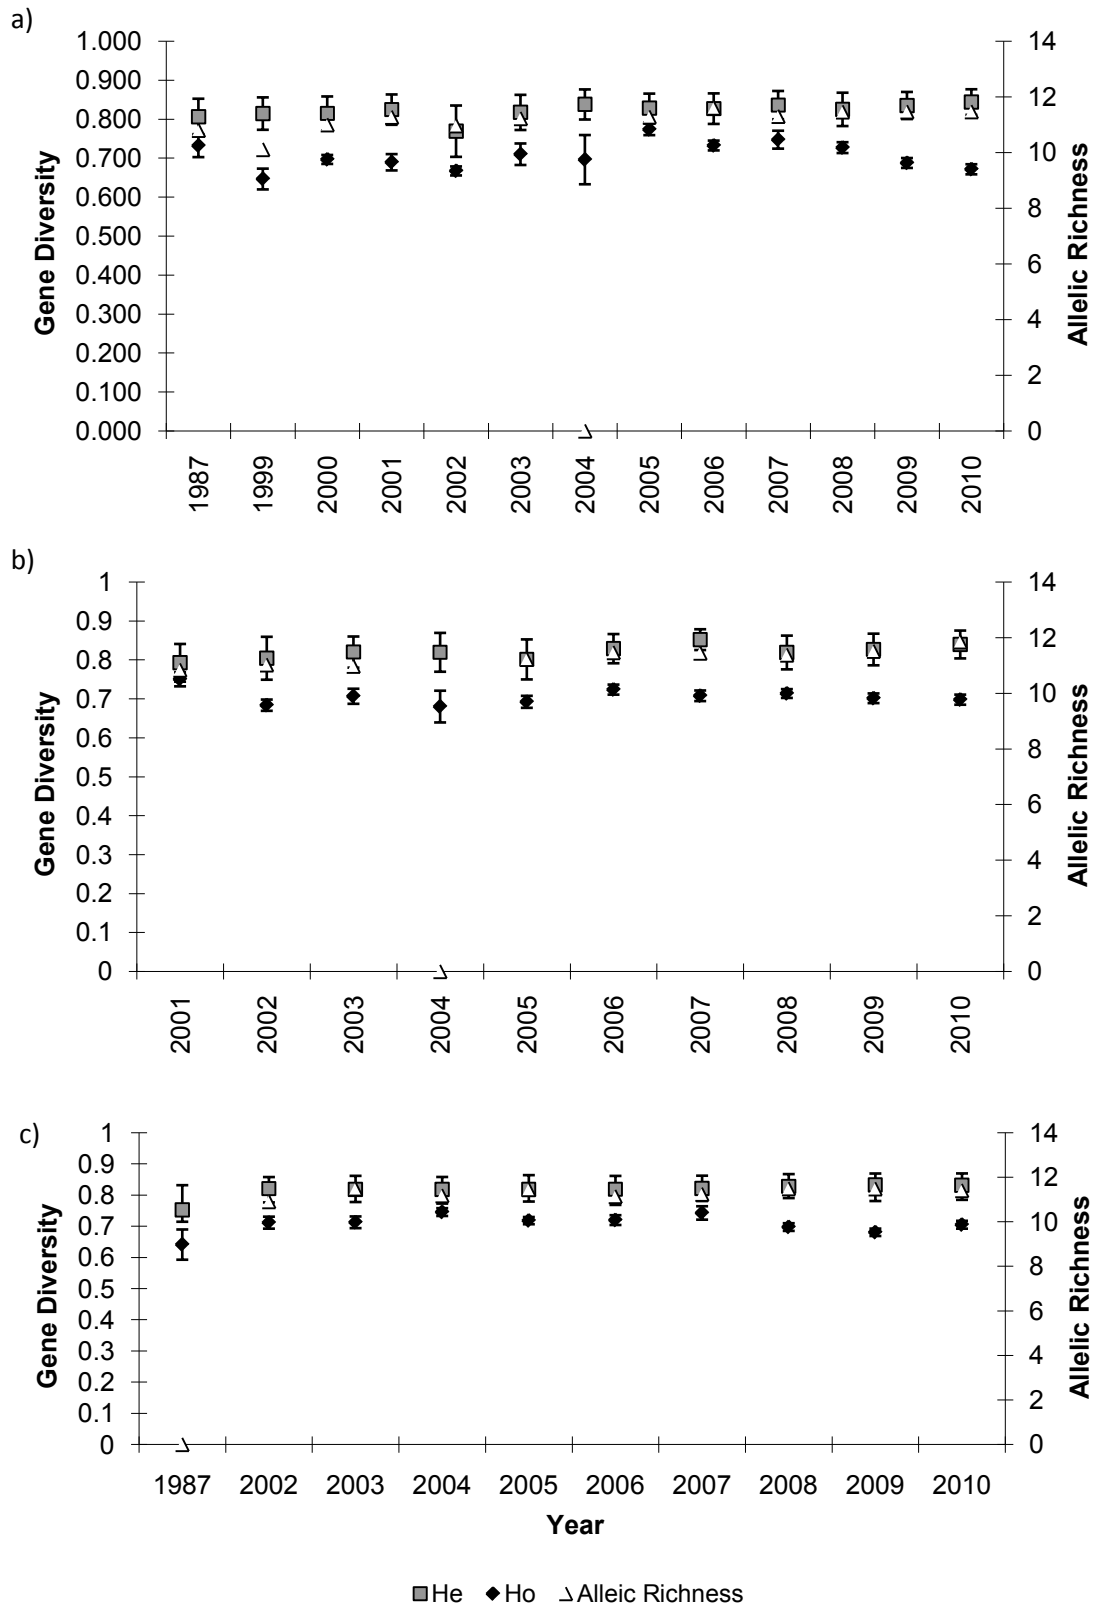 a)
1.000 14
0.900 12
0.800
0.700 10
0.600 8
0.500
0.400 6
0.300 4
0.200
0.100 2
0.000 0
Gene Diversity
Allelic Richness
1987 1999 2000 2001 2002 2003 2004 2005 2006 2007 2008 2009 2010
b)
1 14
0.9 12
0.8
0.7 10
0.6 8
0.5
0.4 6
0.3 4
0.2
0.1 2
0 0
Gene Diversity
Allelic Richness
2001 2002 2003 2004 2005 2006 2007 2008 2009 2010
c)
1 14
0.9 12
0.8
0.7 10
0.6 8
0.5
0.4 6
0.3 4
0.2
0.1 2
0 0
Gene Diversity
Allelic Richness
1987 2002 2003 2004 2005 2006 2007 2008 2009 2010
Year
He Ho Alleic Richness